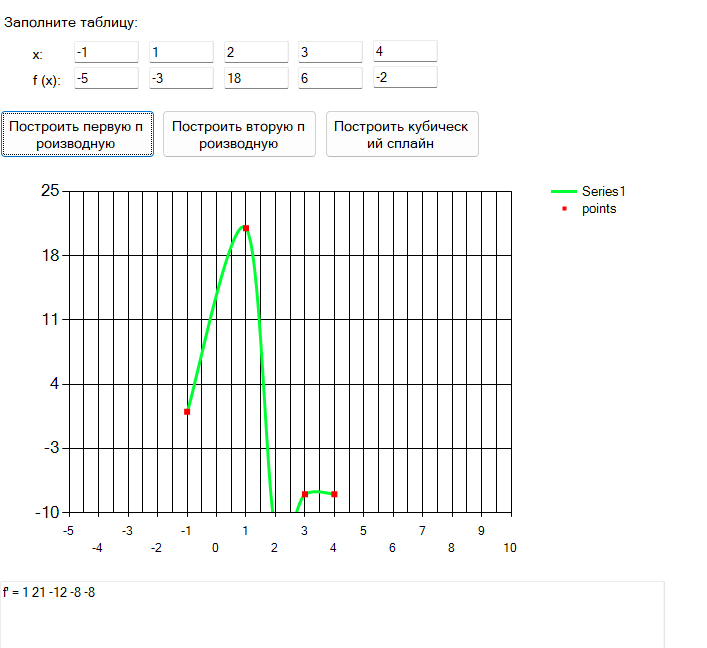 Заполните таблицу:
x: -1 1 2 3 4
f (x): -5 -3 18 6 -2
Построить первую п
роизводную
Построить вторую п
роизводную
Построить кубическ
ий сплайн
25
18
11
4
-3
-10
-5 -3 -1 1 3 5 7 9
-4 -2 0 2 4 6 8 10
Series1
points
f' = 1 21 -12 -8 -8